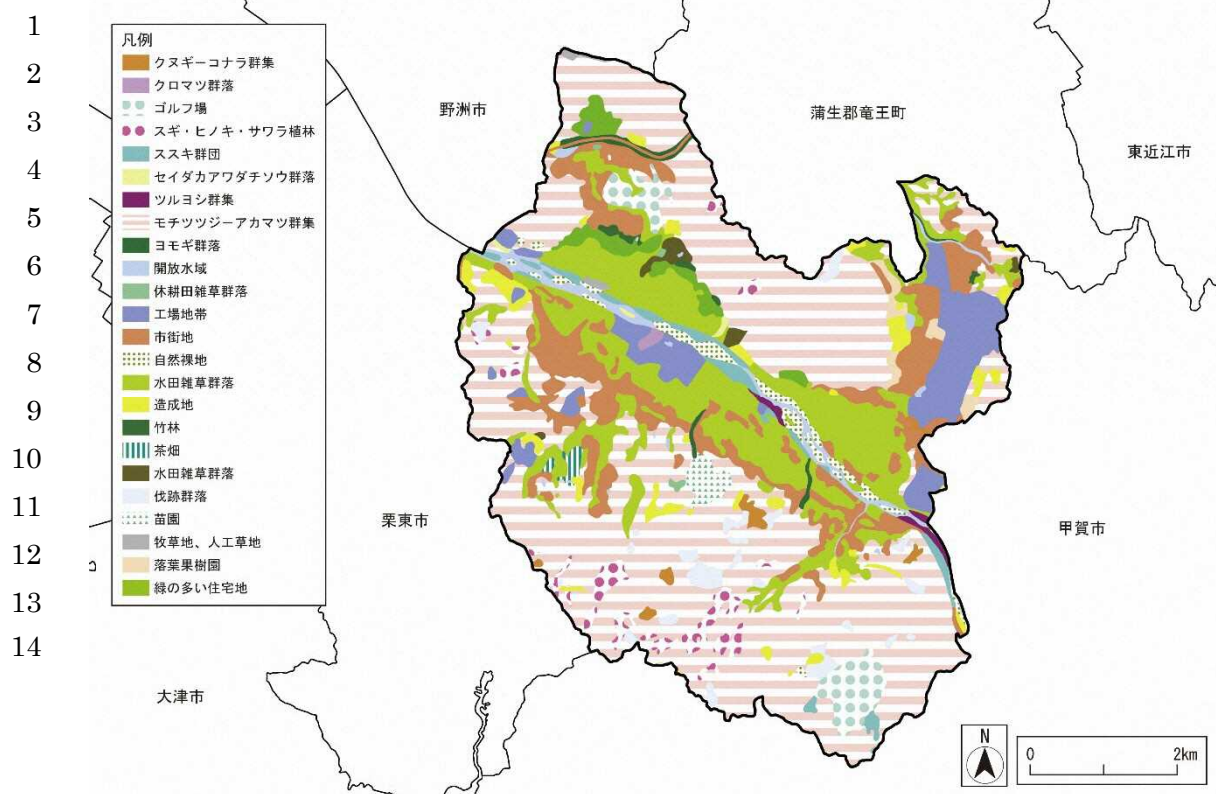 1
2
3
4
5
6
7
8
9
10
11
12
13
14
凡例
クヌギーコナラ群集
クロマツ群落
ゴルフ場
スギ・ヒノキ・サワラ植林
ススキ群団
セイダカアワダチソウ群落
ツルヨシ群集
モチツツジーアカマツ群集
ヨモギ群落
開放水域
休耕田雑草群落
工場地帯
市街地
自然裸地
水田雑草群落
造成地
竹林
茶畑
水田雑草群落
伐跡群落
苗園
牧草地、人工草地
落葉果樹園
緑の多い住宅地
野洲市
蒲生郡竜王町
東近江市
栗東市
甲賀市
大津市
N
0 2km